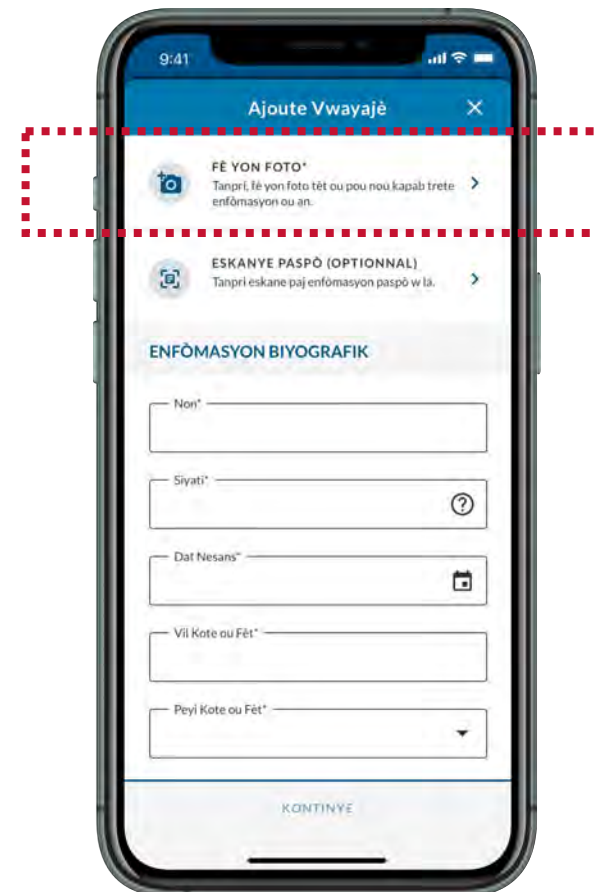 9:41
Ajoute Vwayajè
FÈ YON FOTO*
Tanpri, fè yon foto tèt ou pou nou kapab trete
enfòmasyon ou an.
ESKANYE PASPÒ (OPTIONNAL)
Tanpri eskane paj enfòmasyon paspò w la.
ENFÒMASYON BIYOGRAFIK
Non*
Siyati*
Dat Nesans*
Vil Kote ou Fèt*
Peyi Kote ou Fèt*
KONTINYE